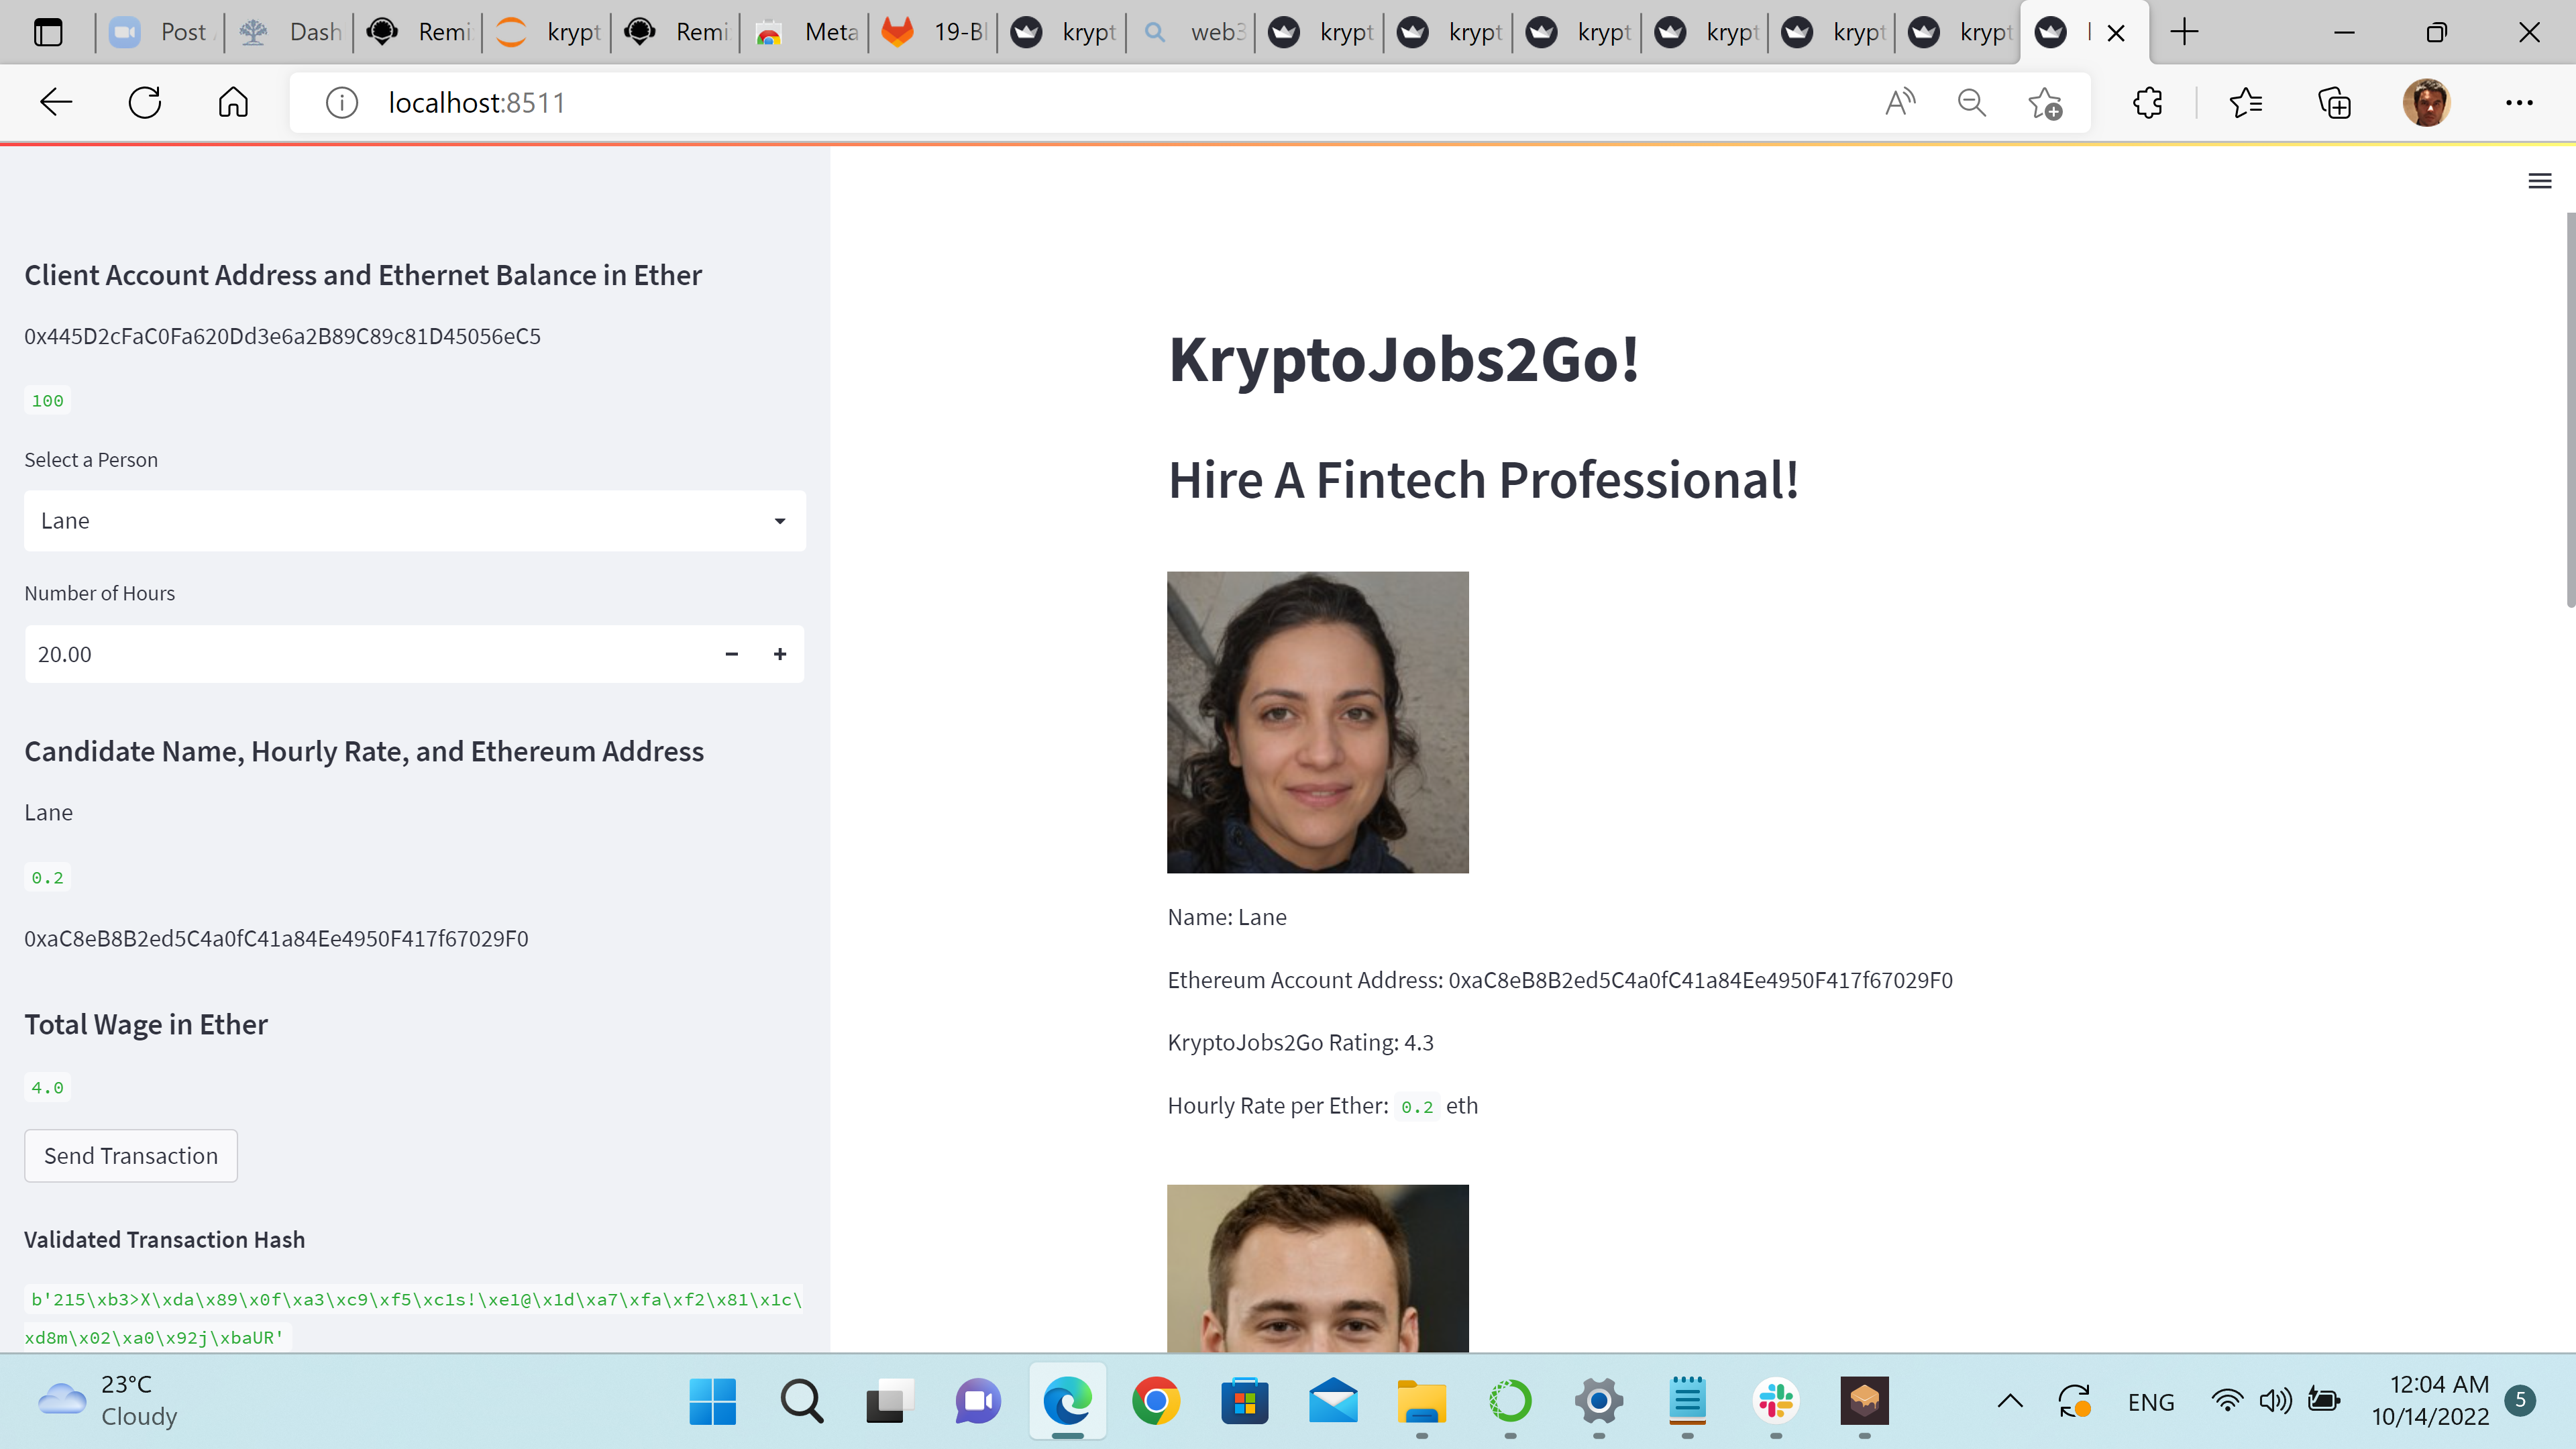 Post
Dash
Remi
krypt
Remi
Meta
19-Bl
krypt
web3
krypt
krypt
krypt
krypt
krypt
krypt
localhost:8511
Client Account Address and Ethernet Balance in Ether
0x445D2cFaC0Fa620Dd3e6a2B89C89c81D45056eC5
100
Select a Person
Lane
Number of Hours
20.00
Candidate Name, Hourly Rate, and Ethereum Address
Lane
0.2
0xaC8eB8B2ed5C4a0fC41a84Ee4950F417f67029F0
Total Wage in Ether
4.0
Send Transaction
Validated Transaction Hash
b'215\xb3>X\xda\x89\x0f\xa3\xc9\xf5\xc1s!\xe1@\x1d\xa7\xfa\xf2\x81\x1c\
xd8m\x02\xa0\x92j\xbaUR'
KryptoJobs2Go!
Hire A Fintech Professional!
Name: Lane
Ethereum Account Address: 0xaC8eB8B2ed5C4a0fC41a84Ee4950F417f67029F0
KryptoJobs2Go Rating: 4.3
Hourly Rate per Ether: 0.2 eth
23°C
Cloudy
ENG
12:04 AM
10/14/2022
5